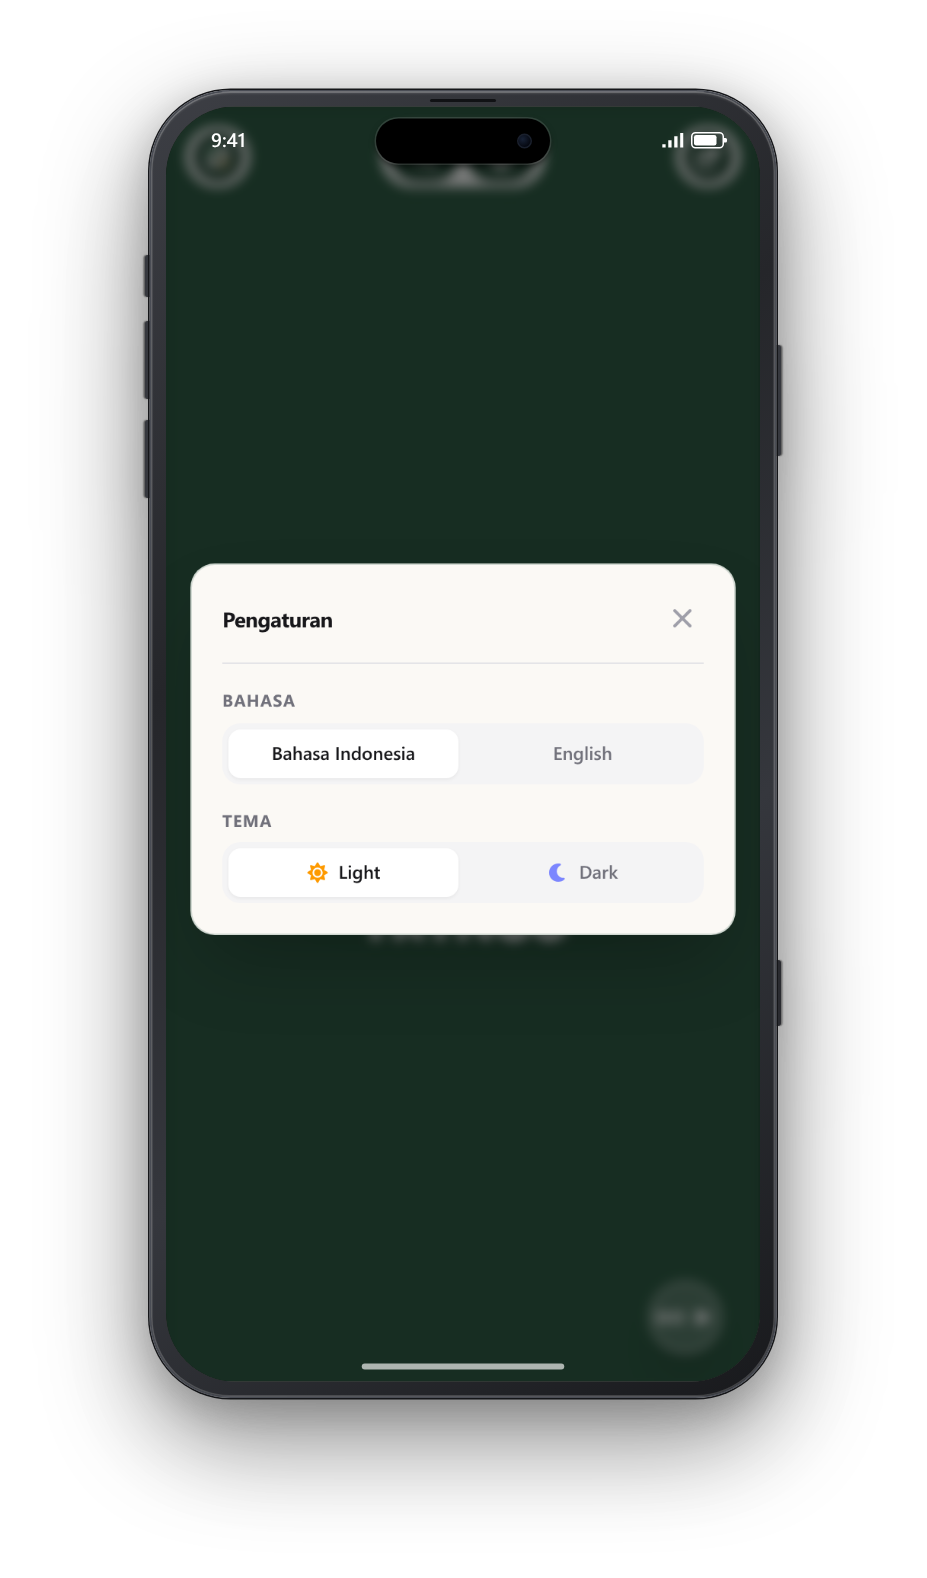 9:41
Pengaturan
BAHASA
Bahasa Indonesia
English
TEMA
Light
Dark